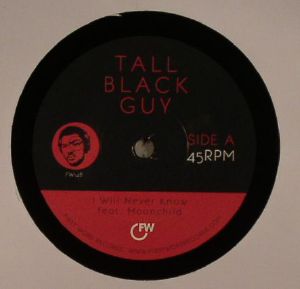 TALL
BLACK
GUY
SIDE A
45RPM
I Will Never Know
feat. Moonchild
FW